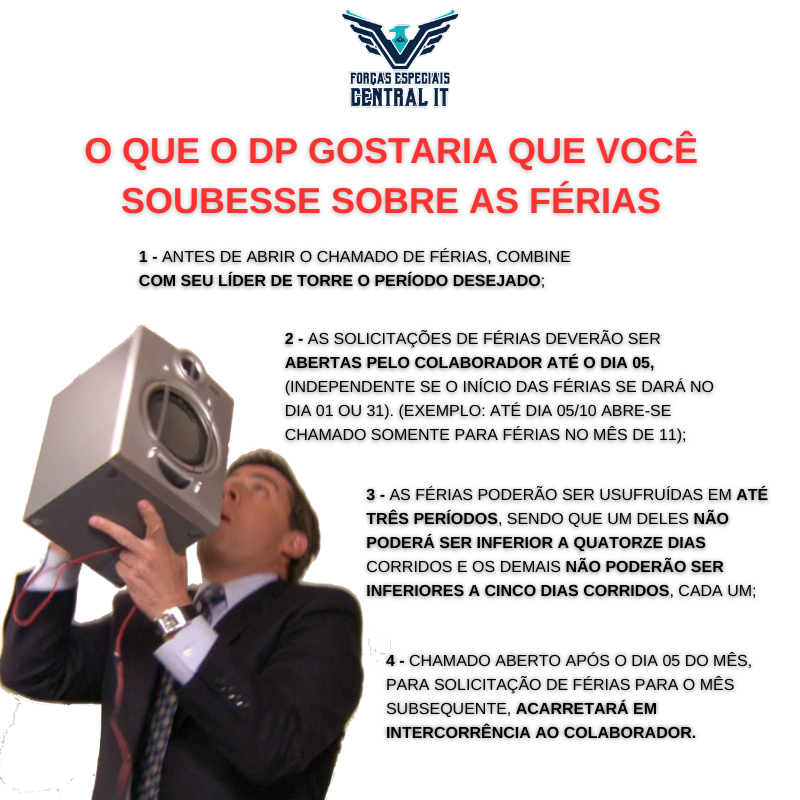 FORÇAS ESPECIAIS
CENTRAL IT
O QUE O DP GOSTARIA QUE VOCÊ
SOUBESSE SOBRE AS FÉRIAS
1 - ANTES DE ABRIR O CHAMADO DE FÉRIAS, COMBINE
COM SEU LÍDER DE TORRE O PERÍODO DESEJADO;
2 - AS SOLICITAÇÕES DE FÉRIAS DEVERÃO SER
ABERTAS PELO COLABORADOR ATÉ O DIA 05,
(INDEPENDENTE SE O INÍCIO DAS FÉRIAS SE DARÁ NO
DIA 01 OU 31). (EXEMPLO: ATÉ DIA 05/10 ABRE-SE
CHAMADO SOMENTE PARA FÉRIAS NO MÊS DE 11);
3 - AS FÉRIAS PODERÃO SER USUFRUÍDAS EM ATÉ
TRÊS PERÍODOS, SENDO QUE UM DELES NÃO
PODERÁ SER INFERIOR A QUATORZE DIAS
CORRIDOS E OS DEMAIS NÃO PODERÃO SER
INFERIORES A CINCO DIAS CORRIDOS, CADA UM;
4 - CHAMADO ABERTO APÓS O DIA 05 DO MÊS,
PARA SOLICITAÇÃO DE FÉRIAS PARA O MÊS
SUBSEQUENTE, ACARRETARÁ EM
INTERCORRÊNCIA AO COLABORADOR.